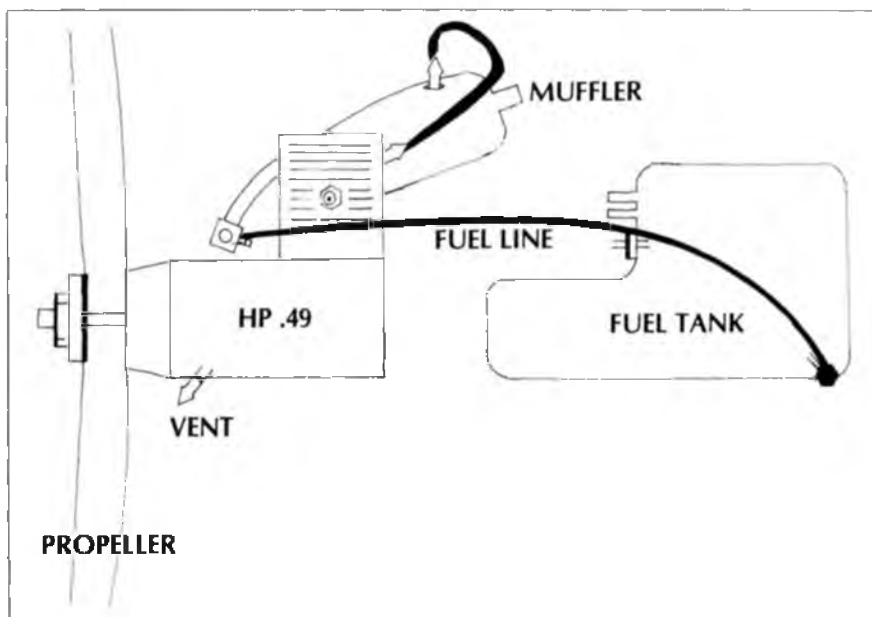 MUFFLER
FUEL LINE
HP .49
FUEL TANK
VENT
PROPELLER